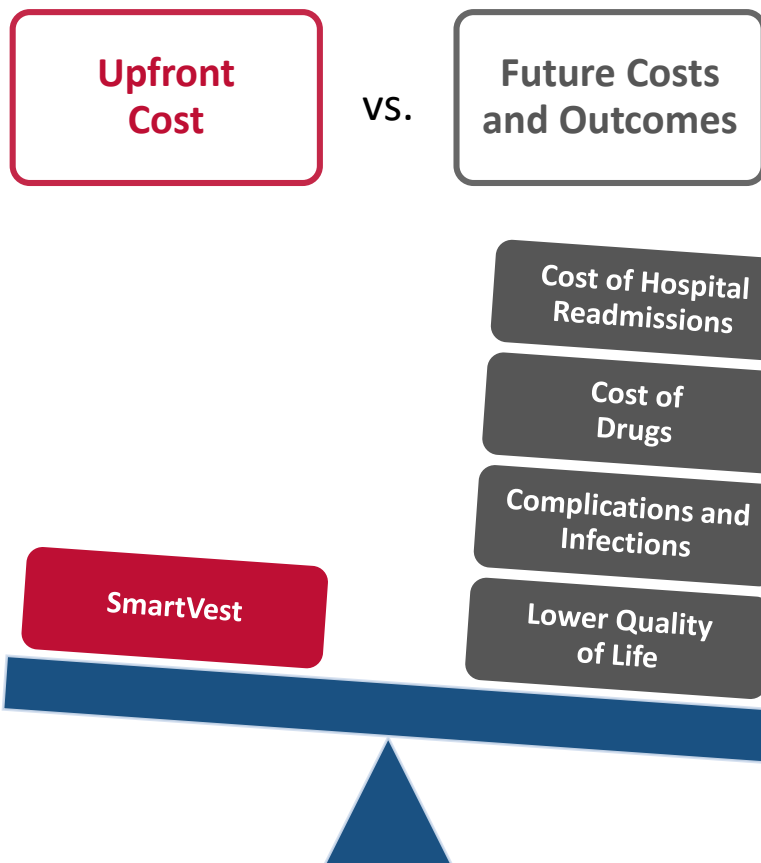 Upfront
Cost
vs.
Future Costs
and Outcomes
Cost of Hospital
Readmissions
Cost of
Drugs
Complications and
Infections
Lower Quality
of Life
SmartVest